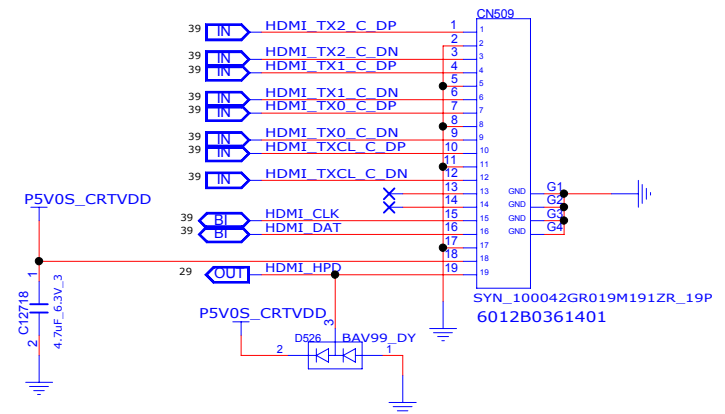 CN509
39 IN HDMI_TX2_C_DP 1 1
2 2
39 IN HDMI_TX2_C_DN 3 3
39 IN HDMI_TX1_C_DP 4 4
5 5
39 IN HDMI_TX1_C_DN 6 6
39 IN HDMI_TX0_C_DP 7 7
8 8
39 IN HDMI_TX0_C_DN 9 9
39 IN HDMI_TXCL_C_DP 10 10
11 11
39 IN HDMI_TXCL_C_DN 12 12
13 13 GND G1
P5V0S_CRTVDD
14 14 GND G2
39 BI HDMI_CLK 15 15 GND G3
39 BI HDMI_DAT 16 16 GND G4
17 17
18 18
29 OUT HDMI_HPD 19 19
1
C12718
4.7uF_6.3V_3
2
SYN_100042GR019M191ZR_19P
6012B0361401
P5V0S_CRTVDD
3
D526 BAV99_DY
2 1